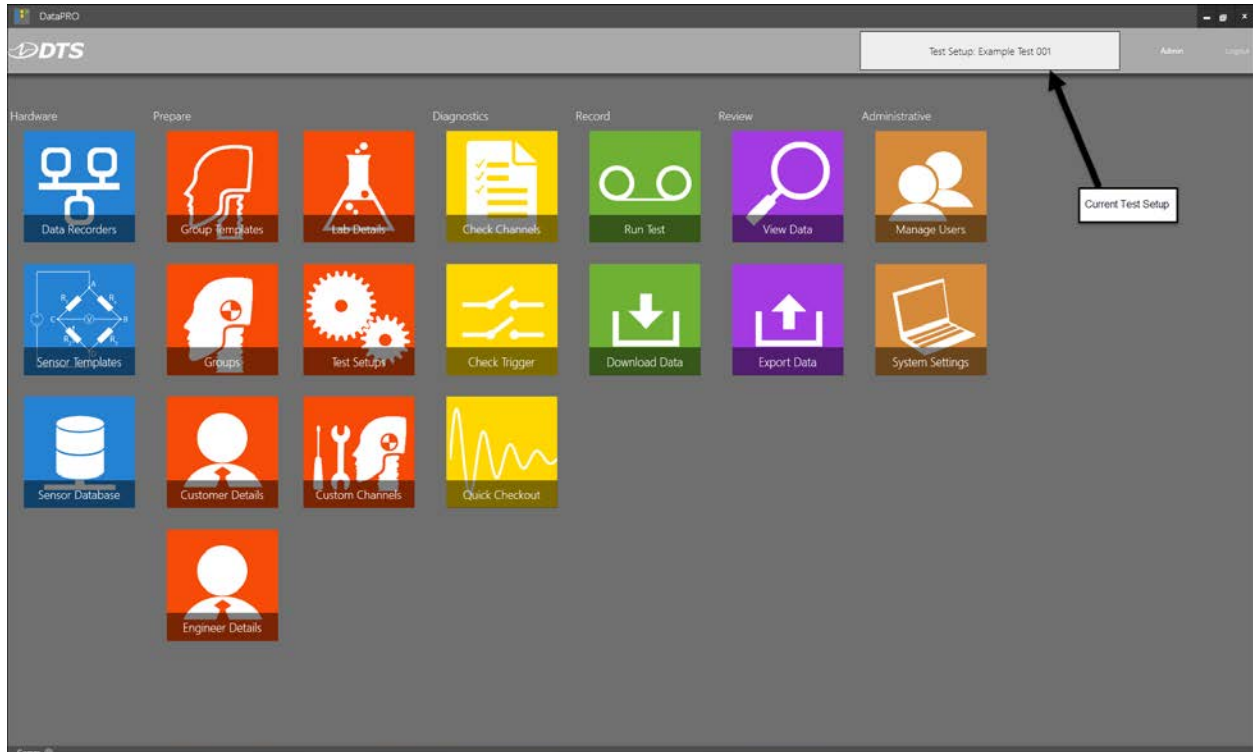 DataPRO
DTS
Test Setup: Example Test 001
Admin
Logout
Hardware
Prepare
Diagnostics
Record
Review
Administrative
Data Recorders
Group Templates
Lab Details
Check Channels
Run Test
View Data
Manage Users
Current Test Setup
Sensor Templates
Groups
Test Setups
Check Trigger
Download Data
Export Data
System Settings
Sensor Database
Customer Details
Custom Channels
Quick Checkout
Engineer Details